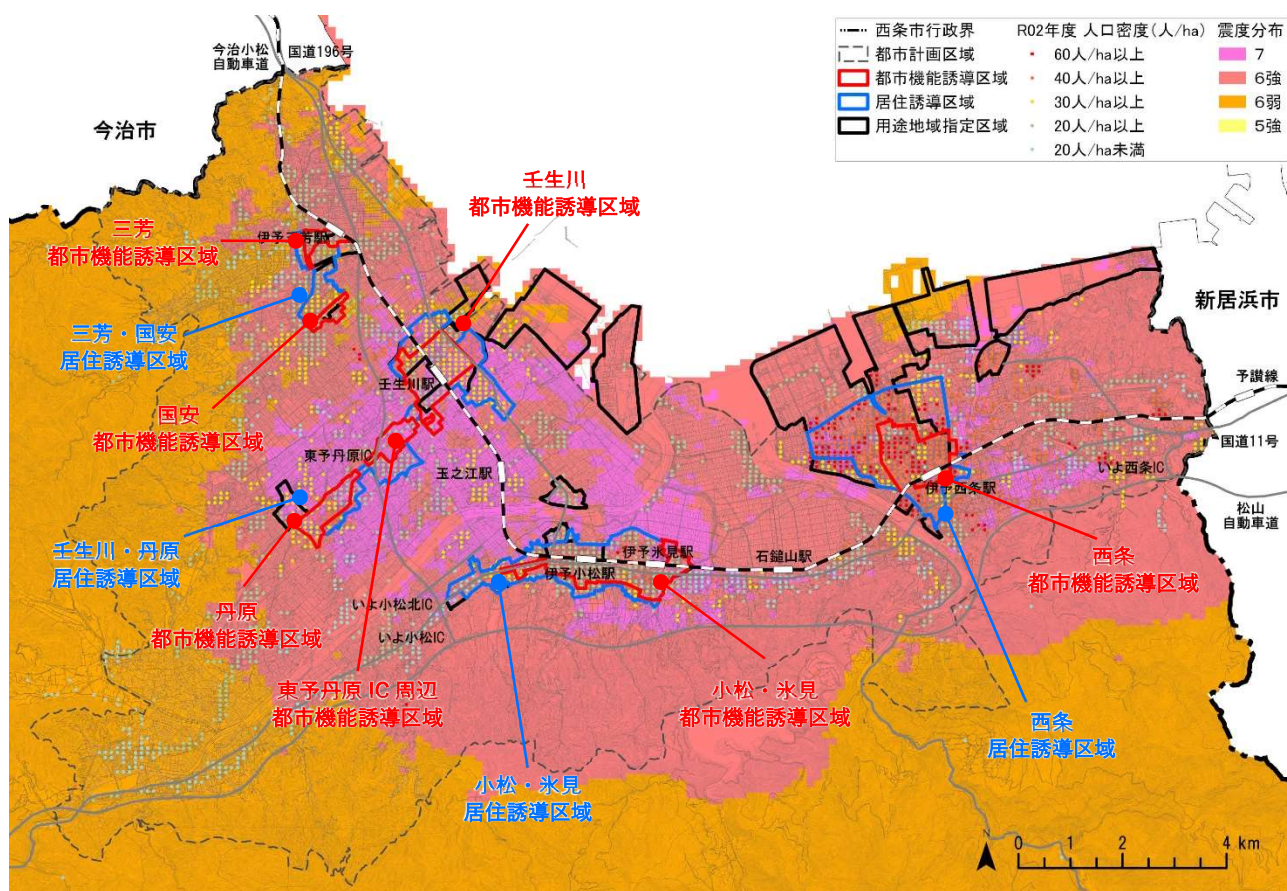 西条市行政界
都市計画区域
都市機能誘導区域
居住誘導区域
用途地域指定区域
R02年度 人口密度(人/ha)
60人/ha以上
40人/ha以上
30人/ha以上
20人/ha以上
20人/ha未満
震度分布
7
6強
6弱
5強
今治小松
自動車道
国道196号
今治市
壬生川
都市機能誘導区域
三芳
都市機能誘導区域
伊予三芳駅
三芳・国安
居住誘導区域
国安
都市機能誘導区域
壬生川駅
東予丹原IC
玉之江駅
壬生川・丹原
居住誘導区域
丹原
都市機能誘導区域
東予丹原IC周辺
都市機能誘導区域
いよ小松北IC
いよ小松IC
伊予小松駅
伊予氷見駅
石鎚山駅
小松・氷見
都市機能誘導区域
小松・氷見
居住誘導区域
新居浜市
予讃線
国道11号
いよ西条IC
松山
自動車道
伊予西条駅
西条
都市機能誘導区域
西条
居住誘導区域
0 1 2 4 km